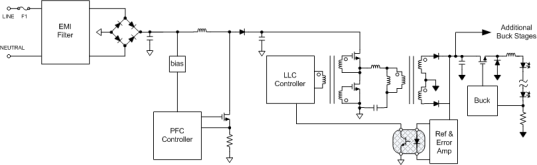 LINE F1
EMI
Filter
NEUTRAL
bias
PFC
Controller
LLC
Controller
Additional
Buck Stages
Buck
Ref &
Error
Amp